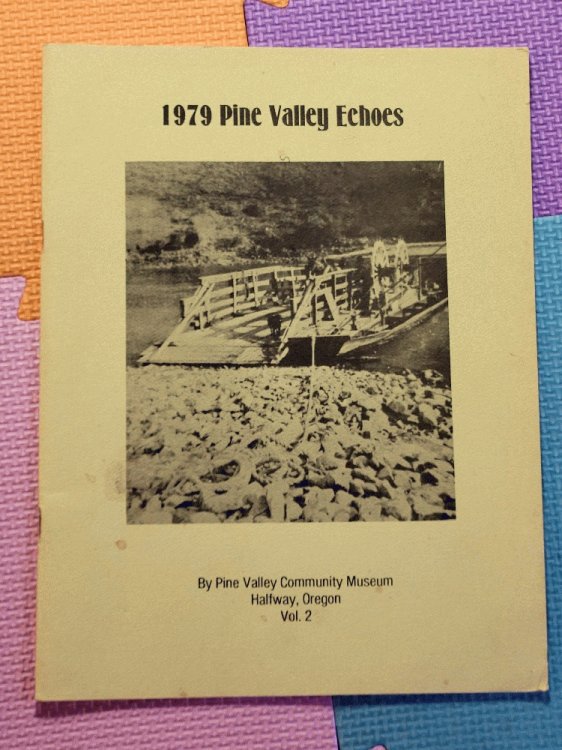 1979 Pine Valley Echoes
By Pine Valley Community Museum
Halfway, Oregon
Vol. 2